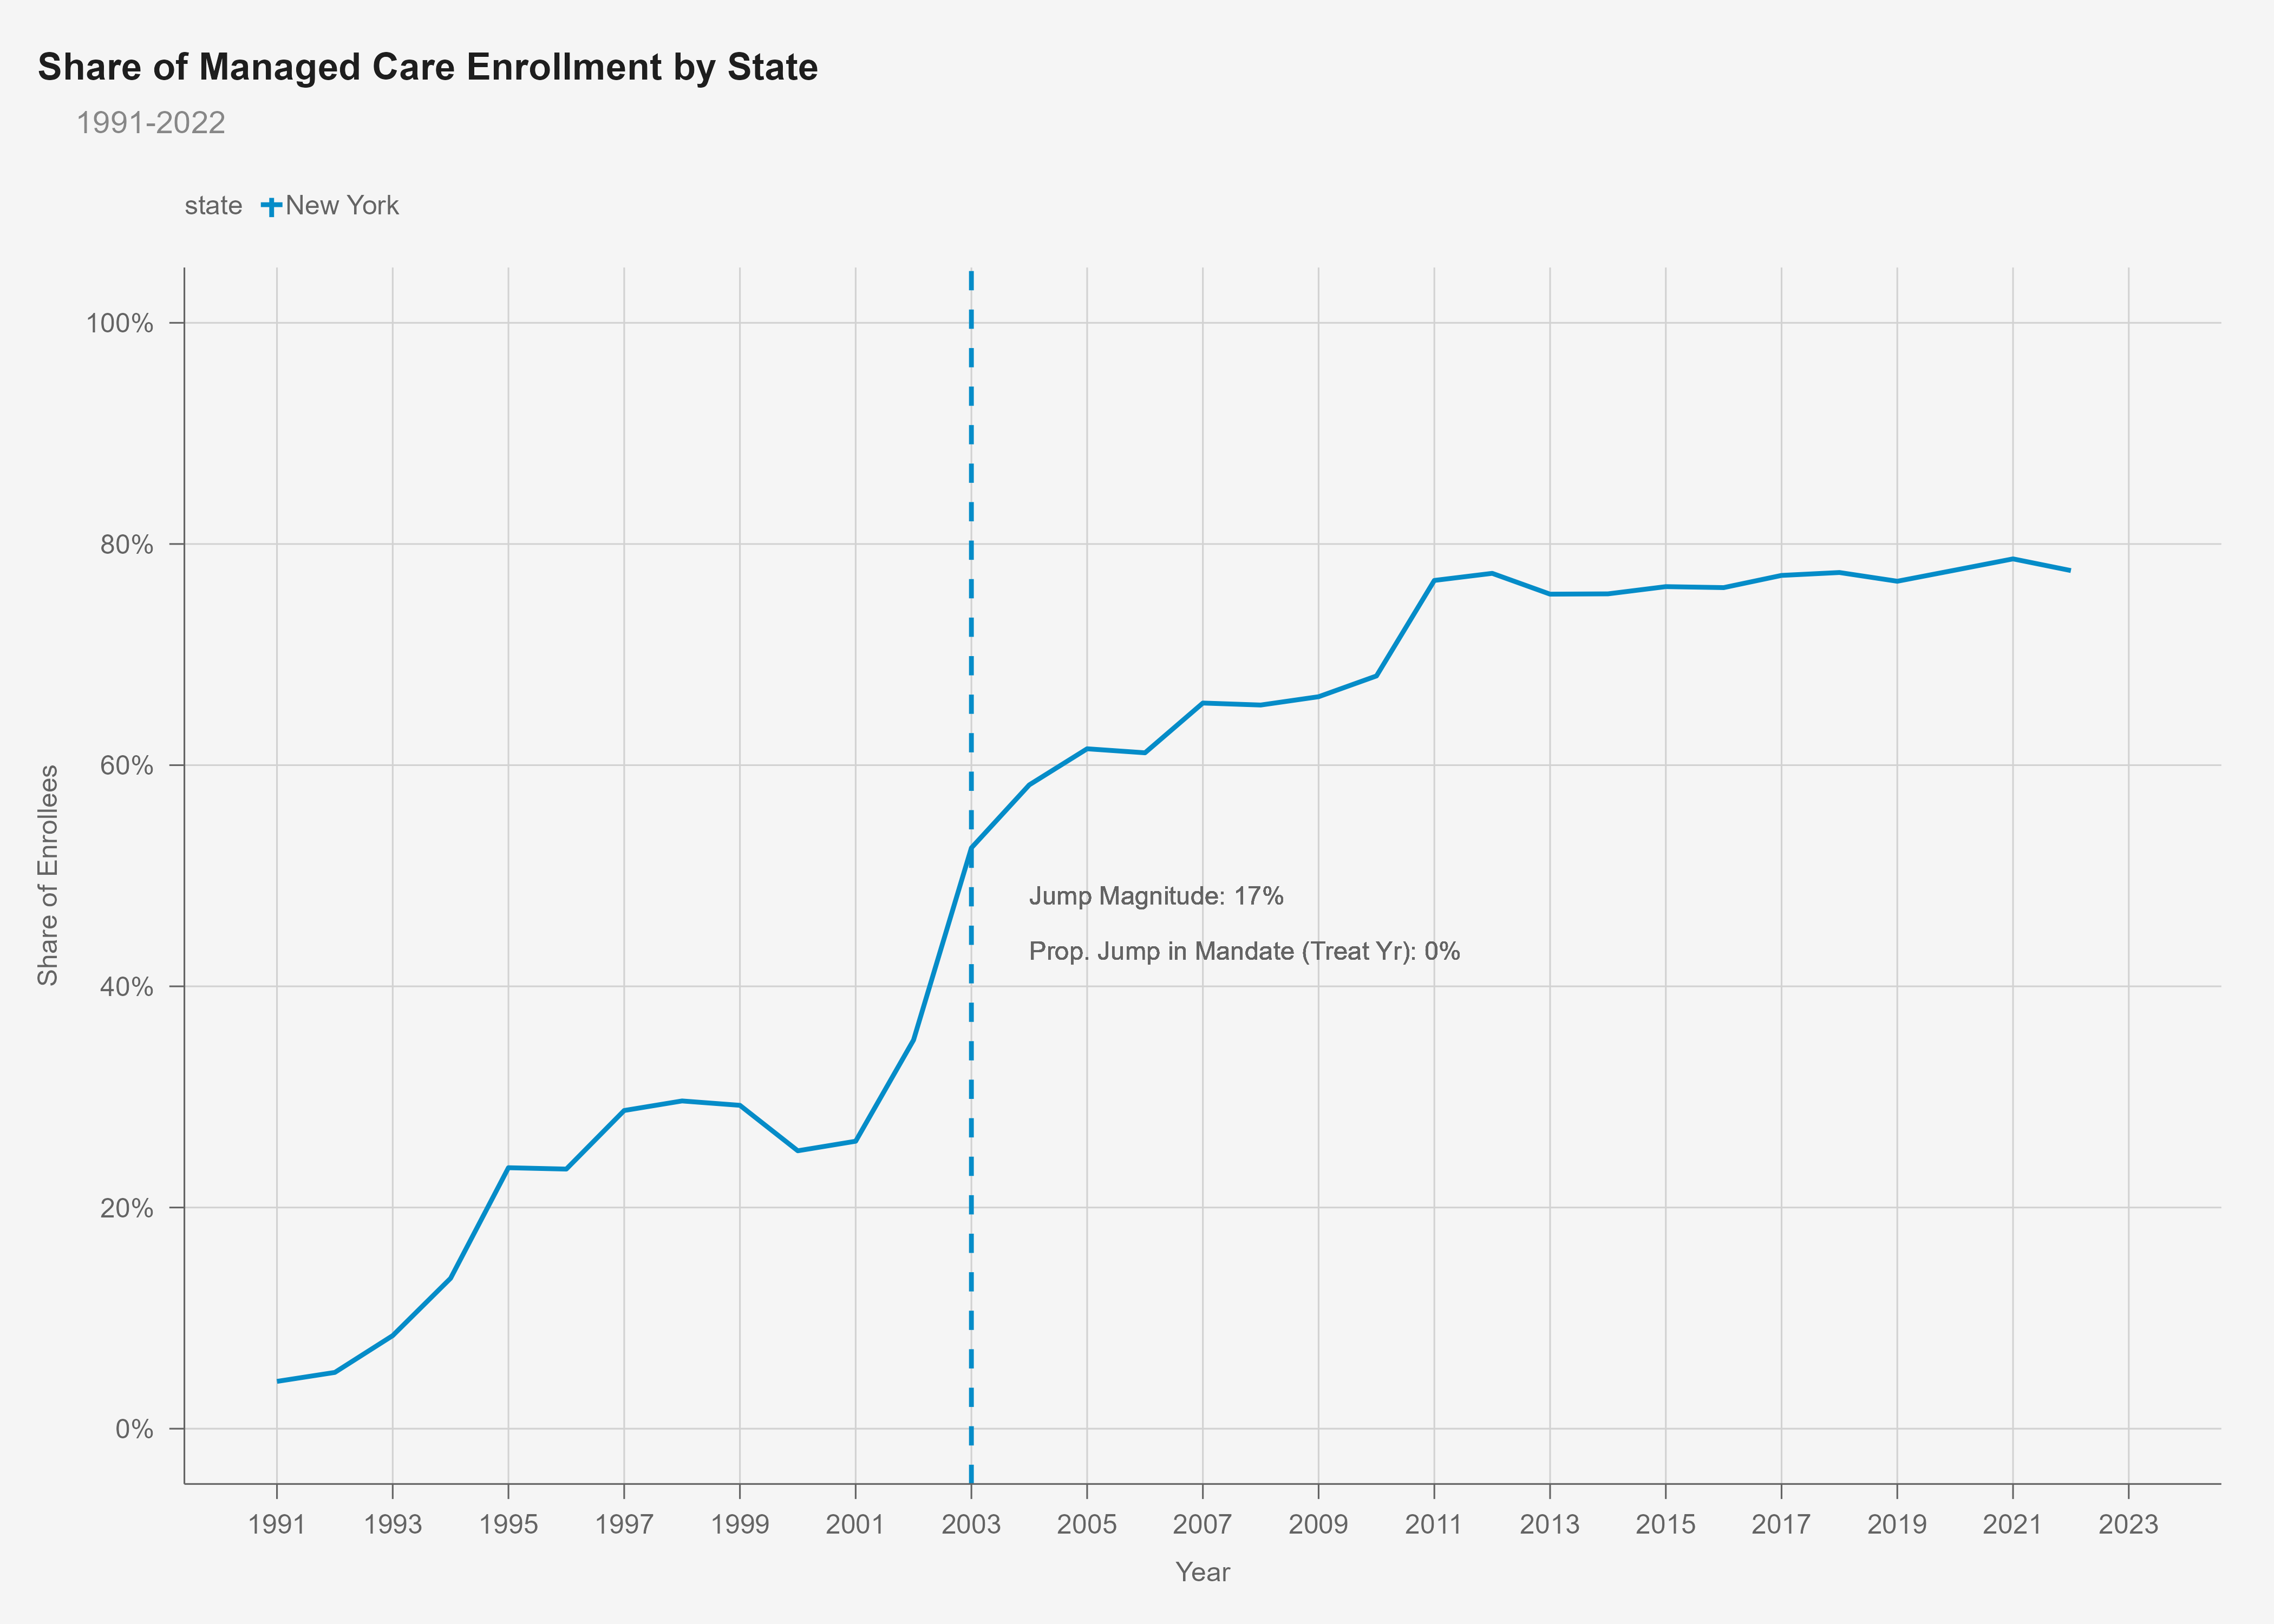 Share of Managed Care Enrollment by State
1991-2022
state New York
100%
80%
60%
40%
20%
0%
Share of Enrollees
Jump Magnitude: 17%
Prop. Jump in Mandate (Treat Yr): 0%
1991 1993 1995 1997 1999 2001 2003 2005 2007 2009 2011 2013 2015 2017 2019 2021 2023
Year